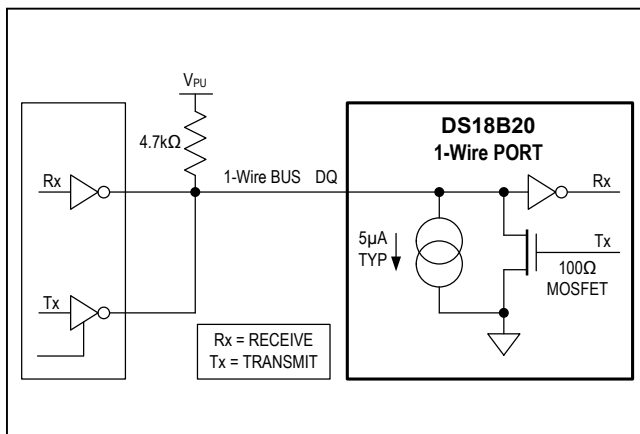 VPU
4.7kΩ
Rx
1-Wire BUS DQ
Tx
Rx = RECEIVE
Tx = TRANSMIT
DS18B20
1-Wire PORT
Rx
5µA
TYP
Tx
100Ω
MOSFET